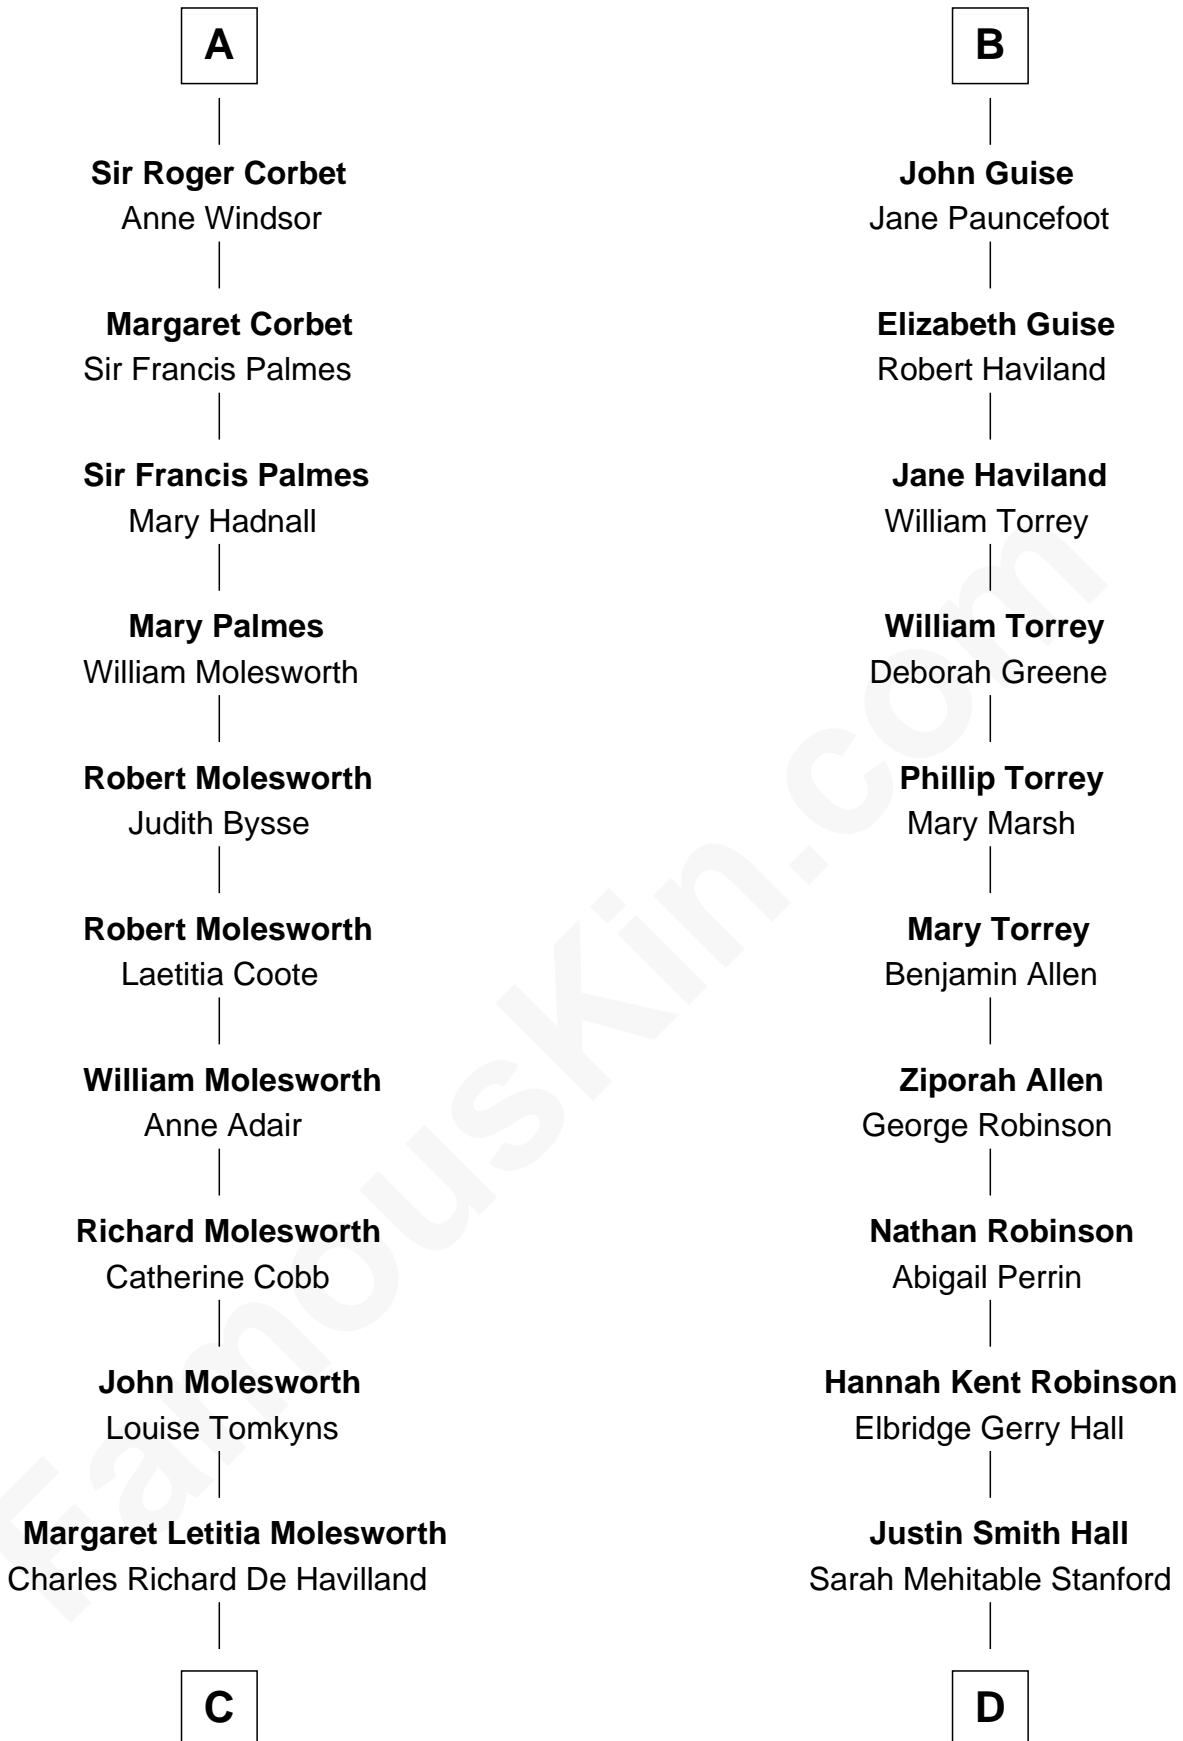 A
Sir Roger Corbet
Anne Windsor
Margaret Corbet
Sir Francis Palmes
Sir Francis Palmes
Mary Hadnall
Mary Palmes
William Molesworth
Robert Molesworth
Judith Bysse
Robert Molesworth
Laetitia Coote
William Molesworth
Anne Adair
Richard Molesworth
Catherine Cobb
John Molesworth
Louise Tomkyns
Margaret Letitia Molesworth
Charles Richard De Havilland
C
B
John Guise
Jane Pauncefoot
Elizabeth Guise
Robert Haviland
Jane Haviland
William Torrey
William Torrey
Deborah Greene
Phillip Torrey
Mary Marsh
Mary Torrey
Benjamin Allen
Ziporah Allen
George Robinson
Nathan Robinson
Abigail Perrin
Hannah Kent Robinson
Elbridge Gerry Hall
Justin Smith Hall
Sarah Mehitable Stanford
D
FamousKin.com